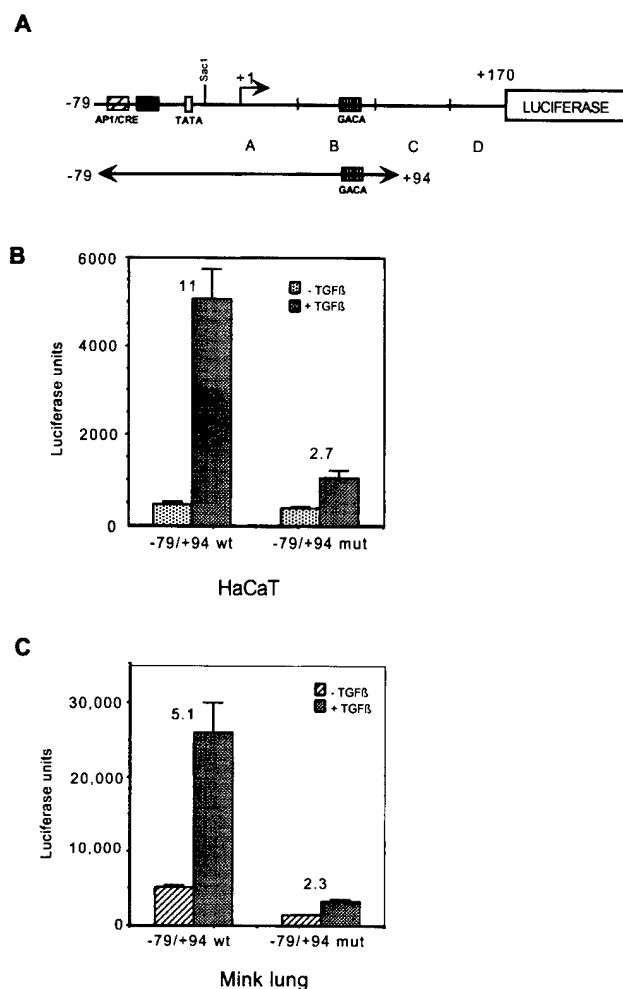 A
Sac1
+1
+170
-79
LUCIFERASE
AP1/CRE
TATA
GACA
A B C D
-79
+94
GACA
B
6000
11
- TGFß
+ TGFß
4000
Luciferase units
2.7
2000
0
-79/+94 wt
-79/+94 mut
HaCaT
C
30,000
5.1
- TGFß
+ TGFß
20,000
Luciferase units
10,000
2.3
0
-79/+94 wt
-79/+94 mut
Mink lung